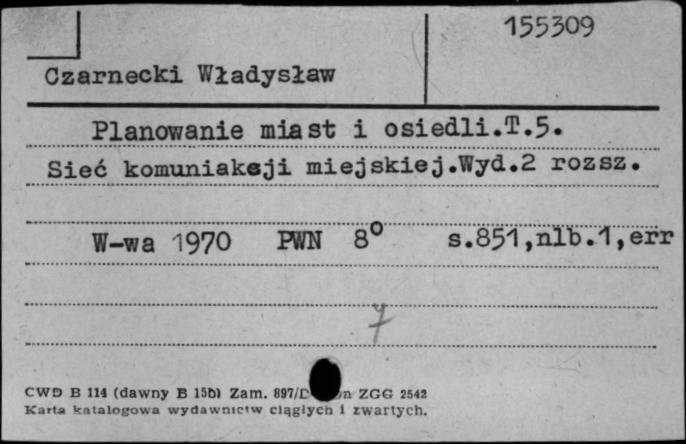 155309
Czarnecki Władysław
Planowanie miast i osiedli.T.5.
Sieć komuniakcji miejskiej.Wyd.2 rozsz.
W-wa 1970 PWN 8° s.851,nlb.1,err
7
CWD B 114 (dawny B 15b) Zam. 897/D ZGG 2542
Karta katalogowa wydawnictw ciągłych i zwartych.